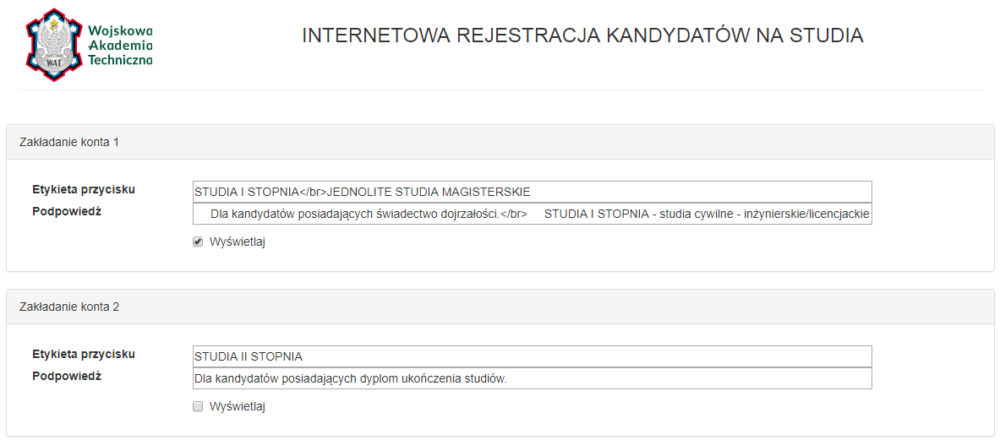 Wojskowa
Akademia
Techniczna
WAT
INTERNETOWA REJESTRACJA KANDYDATÓW NA STUDIA
Zakładanie konta 1
Etykieta przycisku
STUDIA I STOPNIA</br>JEDNOLITE STUDIA MAGISTERSKIE
Podpowiedź
Dla kandydatów posiadających świadectwo dojrzałości.</br> STUDIA I STOPNIA - studia cywilne - inżynierskie/licencjackie
Wyświetlaj
Zakładanie konta 2
Etykieta przycisku
STUDIA II STOPNIA
Podpowiedź
Dla kandydatów posiadających dyplom ukończenia studiów.
Wyświetlaj